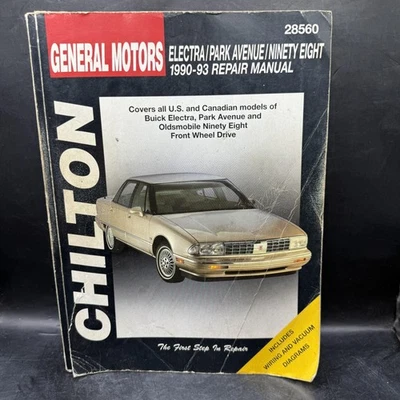 28560
GENERAL MOTORS
ELECTRA/PARK AVENUE/NINETY EIGHT
1990-93 REPAIR MANUAL
Covers all U.S. and Canadian models of
Buick Electra, Park Avenue and
Oldsmobile Ninety Eight
Front Wheel Drive
CHILTON
The First Step In Repair
INCLUDES
WIRING AND VACUUM
DIAGRAMS